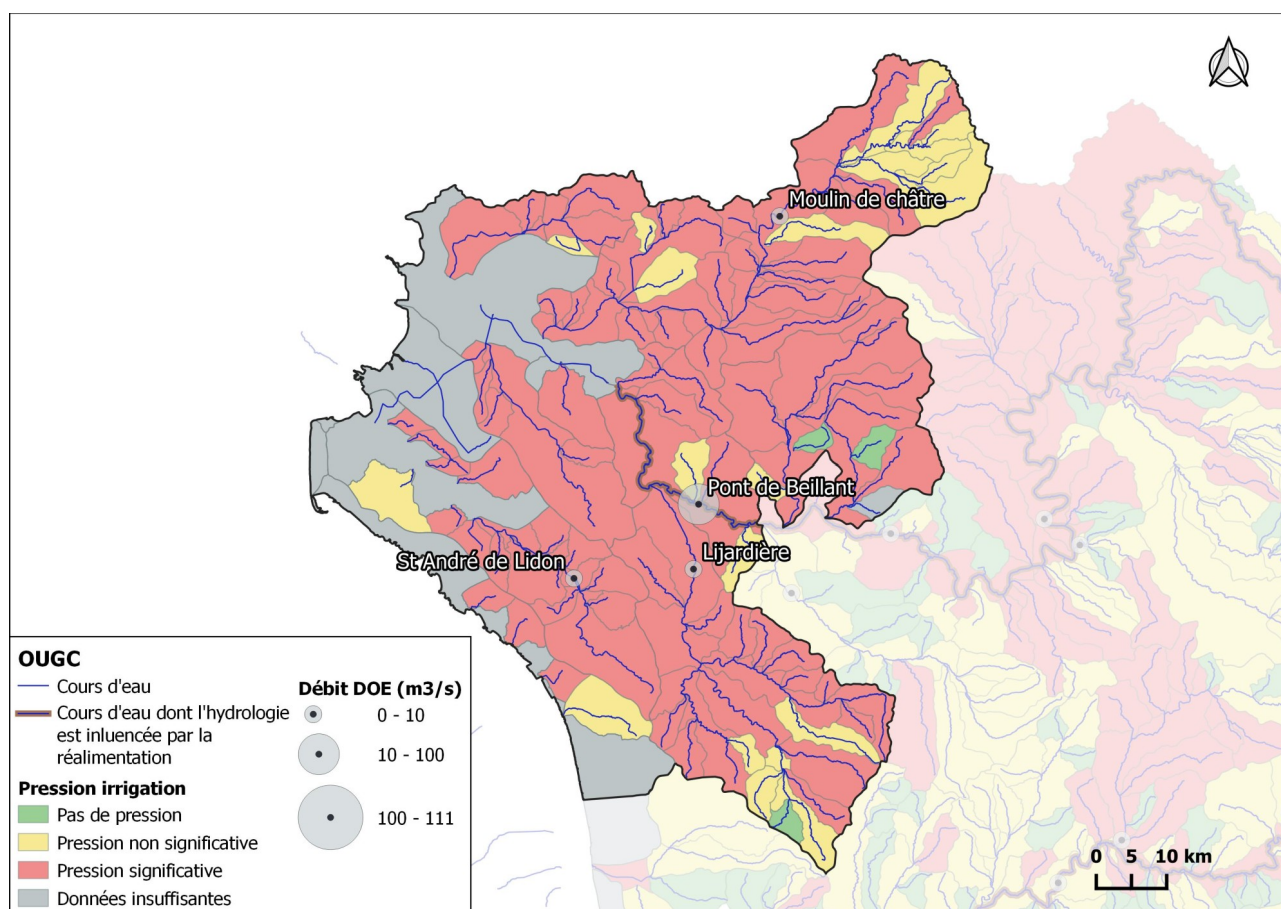 Moulin de châtre
Pont de Beillant
Lijardière
St André de Lidon
OUGC
Cours d'eau
Cours d'eau dont l'hydrologie
est inluencée par la
réalimentation
Pression irrigation
Pas de pression
Pression non significative
Pression significative
Données insuffisantes
Débit DOE (m3/s)
0 - 10
10 - 100
100 - 111
0 5 10 km